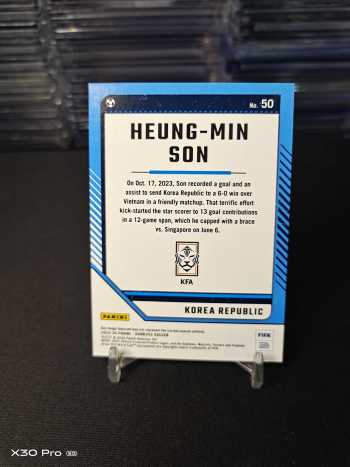 No. 50
HEUNG-MIN
SON
On Oct. 17, 2023, Son recorded a goal and an
assist to send Korea Republic to a 6-0 win over
Vietnam in a friendly matchup. That terrific effort
kick-started the star scorer to 13 goal contributions
in a 12-game span, which he capped with a brace
vs. Singapore on June 6.
KFA
KOREA REPUBLIC
PANINI
FIFA
X30 Pro